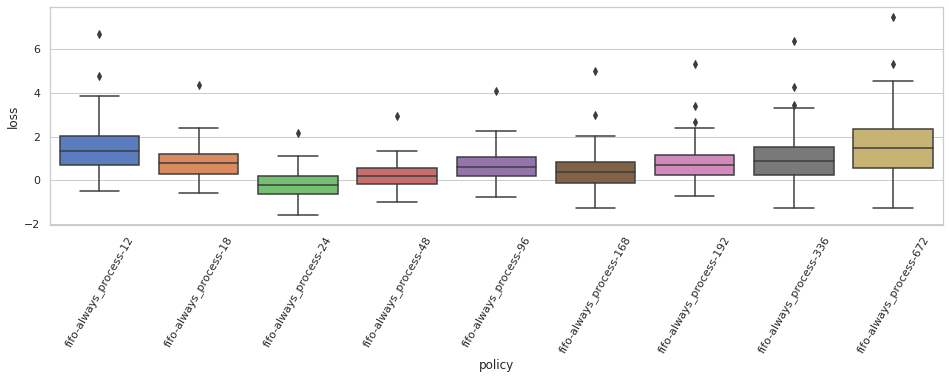 6
4
2
0
−2
loss
fifo-always_process-12
fifo-always_process-18
fifo-always_process-24
fifo-always_process-48
fifo-always_process-96
fifo-always_process-168
fifo-always_process-192
fifo-always_process-336
fifo-always_process-672
policy